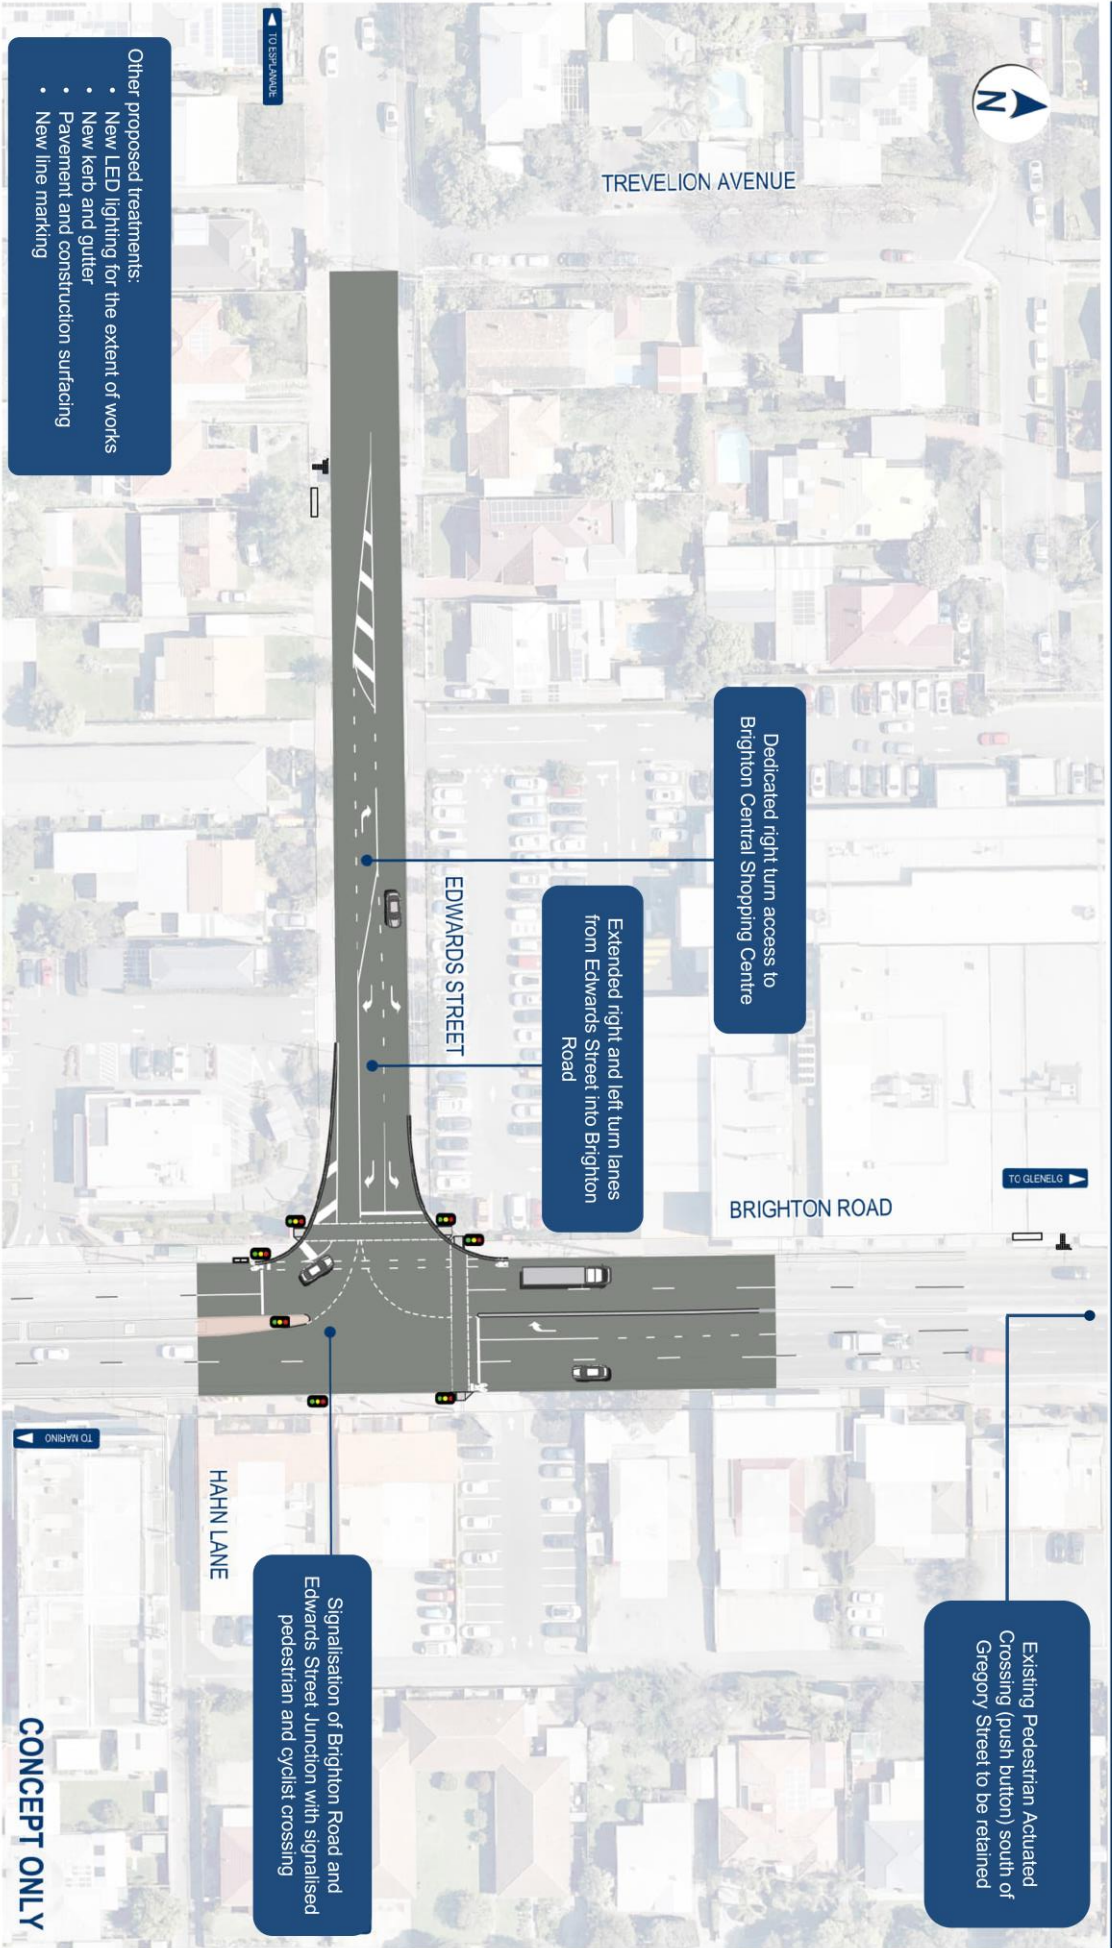 N
TREVELION AVENUE
TO ESPLANADE
Other proposed treatments:
• New LED lighting for the extent of works
• New kerb and gutter
• Pavement and construction surfacing
• New line marking
Dedicated right turn access to
Brighton Central Shopping Centre
Extended right and left turn lanes
from Edwards Street into Brighton
Road
EDWARDS STREET
BRIGHTON ROAD
TO GLENELG
Existing Pedestrian Actuated
Crossing (push button) south of
Gregory Street to be retained
TO MARINO
HAHN LANE
Signalisation of Brighton Road and
Edwards Street Junction with signalised
pedestrian and cyclist crossing
CONCEPT ONLY